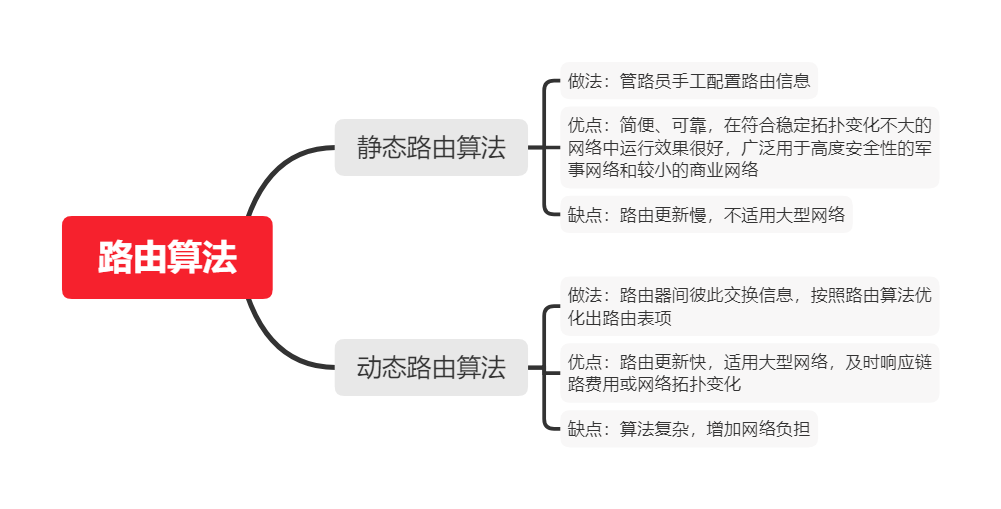 路由算法
静态路由算法
做法：管路员手工配置路由信息
优点：简便、可靠，在符合稳定拓扑变化不大的
网络中运行效果很好，广泛用于高度安全性的军
事网络和较小的商业网络
缺点：路由更新慢，不适用大型网络
动态路由算法
做法：路由器间彼此交换信息，按照路由算法优
化出路由表项
优点：路由更新快，适用大型网络，及时响应链
路费用或网络拓扑变化
缺点：算法复杂，增加网络负担